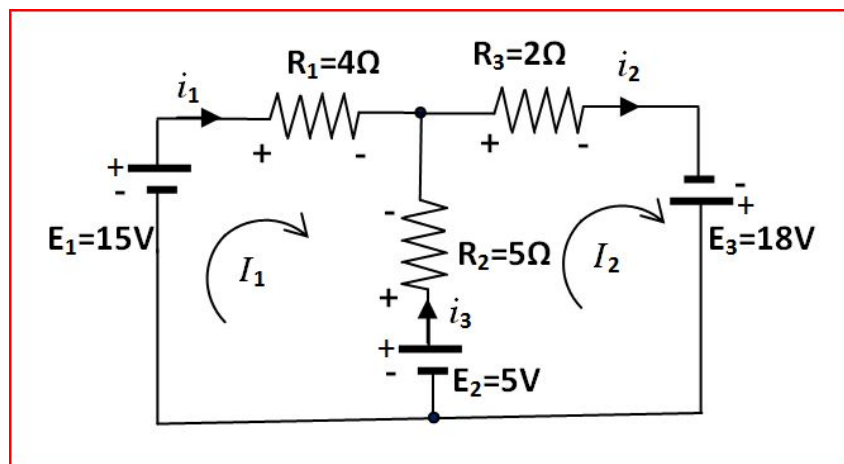 R₁=4Ω
R₃=2Ω
i₁
i₂
+
-
+
-
+
-
-
+
E₁=15V
E₃=18V
I₁
I₂
-
R₂=5Ω
+
i₃
+
-
E₂=5V